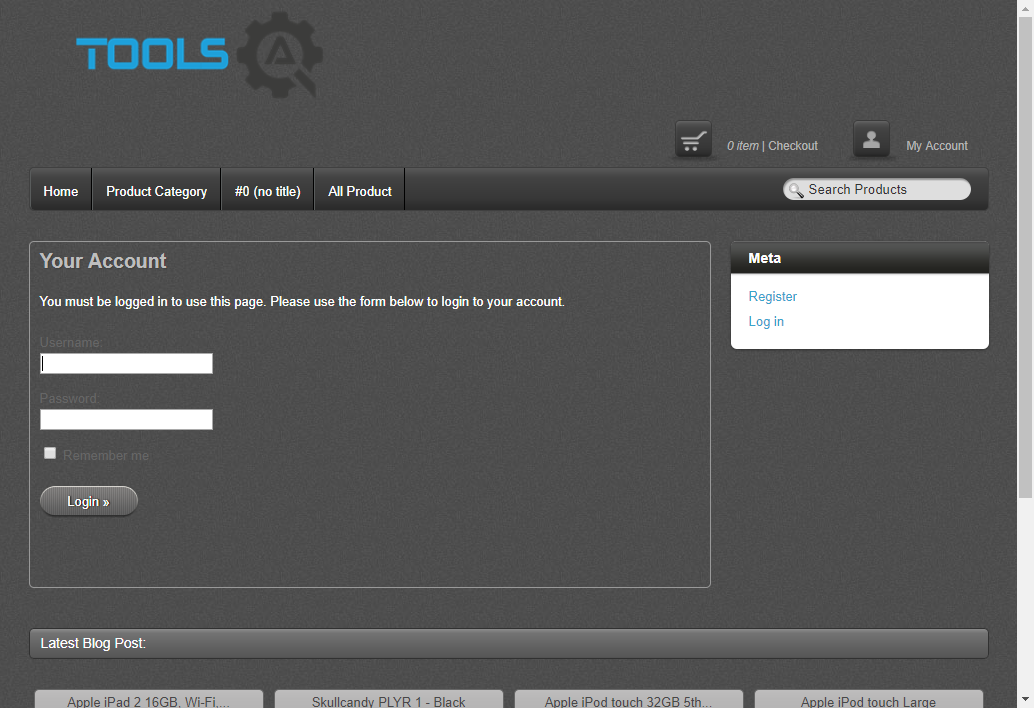 TOOLS
0 item | Checkout
My Account
Home
Product Category
#0 (no title)
All Product
Search Products
Your Account
You must be logged in to use this page. Please use the form below to login to your account.
Username:
Password:
Remember me
Login »
Meta
Register
Log in
Latest Blog Post:
Apple iPad 2 16GB, Wi-Fi,...
Skullcandy PLYR 1 - Black
Apple iPod touch 32GB 5th...
Apple iPod touch Large